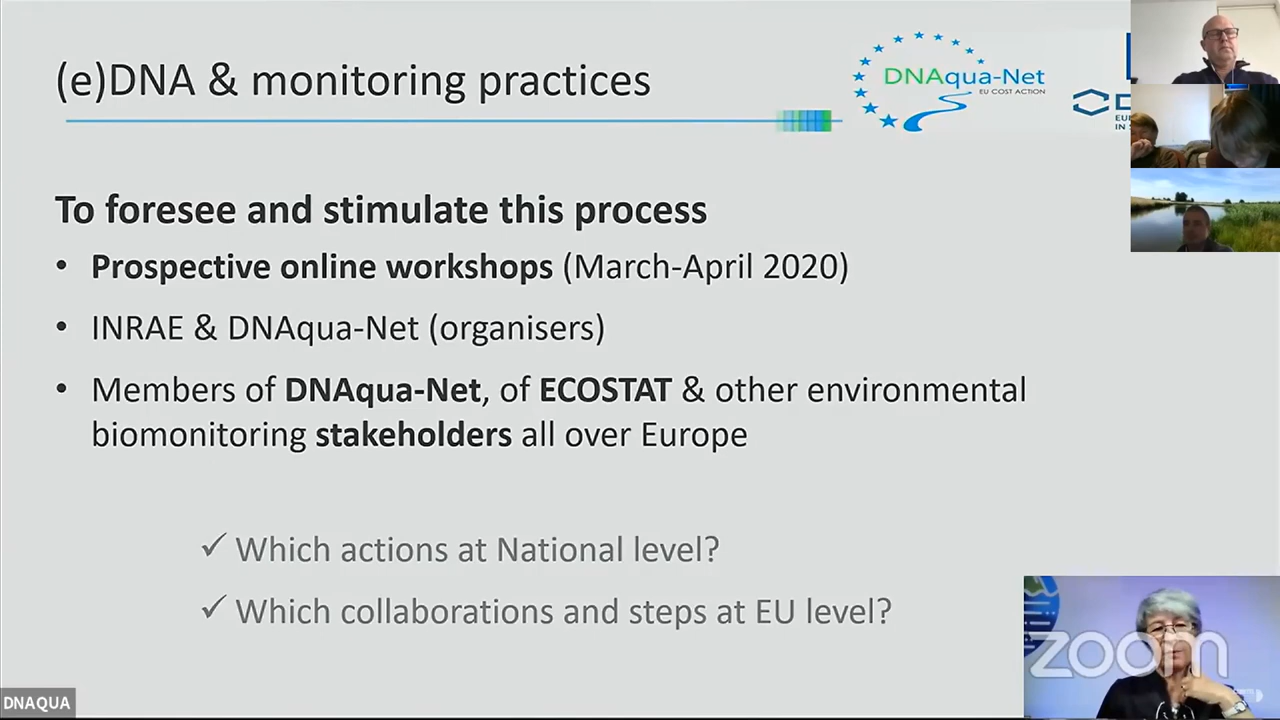 (e)DNA & monitoring practices
DNAqua-Net
EU COST ACTION
D
EU
IN S
To foresee and stimulate this process
• Prospective online workshops (March-April 2020)
• INRAE & DNAqua-Net (organisers)
• Members of DNAqua-Net, of ECOSTAT & other environmental
biomonitoring stakeholders all over Europe
✓ Which actions at National level?
✓ Which collaborations and steps at EU level?
zoom
DNAQUA